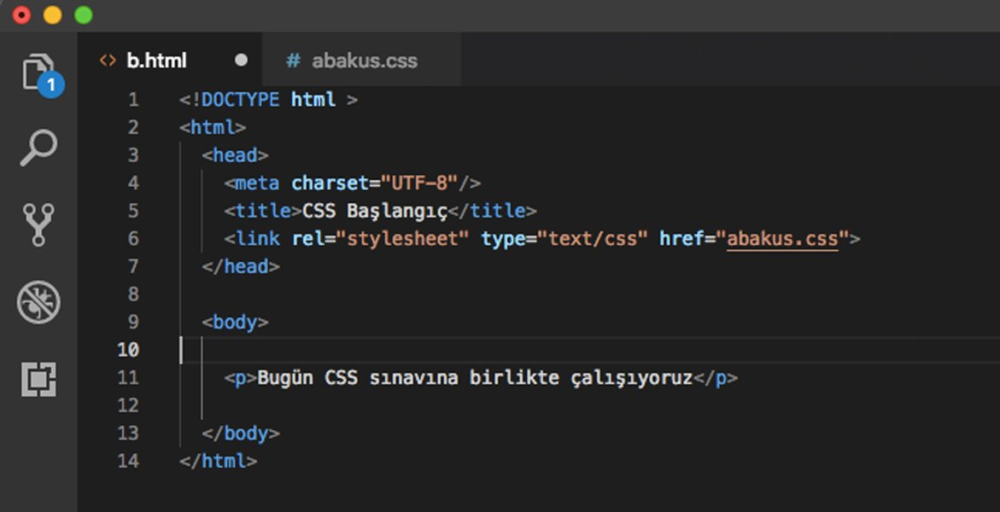 b.html
# abakus.css
1
1 <!DOCTYPE html >
2 <html>
3 <head>
4 <meta charset="UTF-8"/>
5 <title>CSS Başlangıç</title>
6 <link rel="stylesheet" type="text/css" href="abakus.css">
7 </head>
8
9 <body>
10
11 <p>Bugün CSS sınavına birlikte çalışıyoruz</p>
12
13 </body>
14 </html>